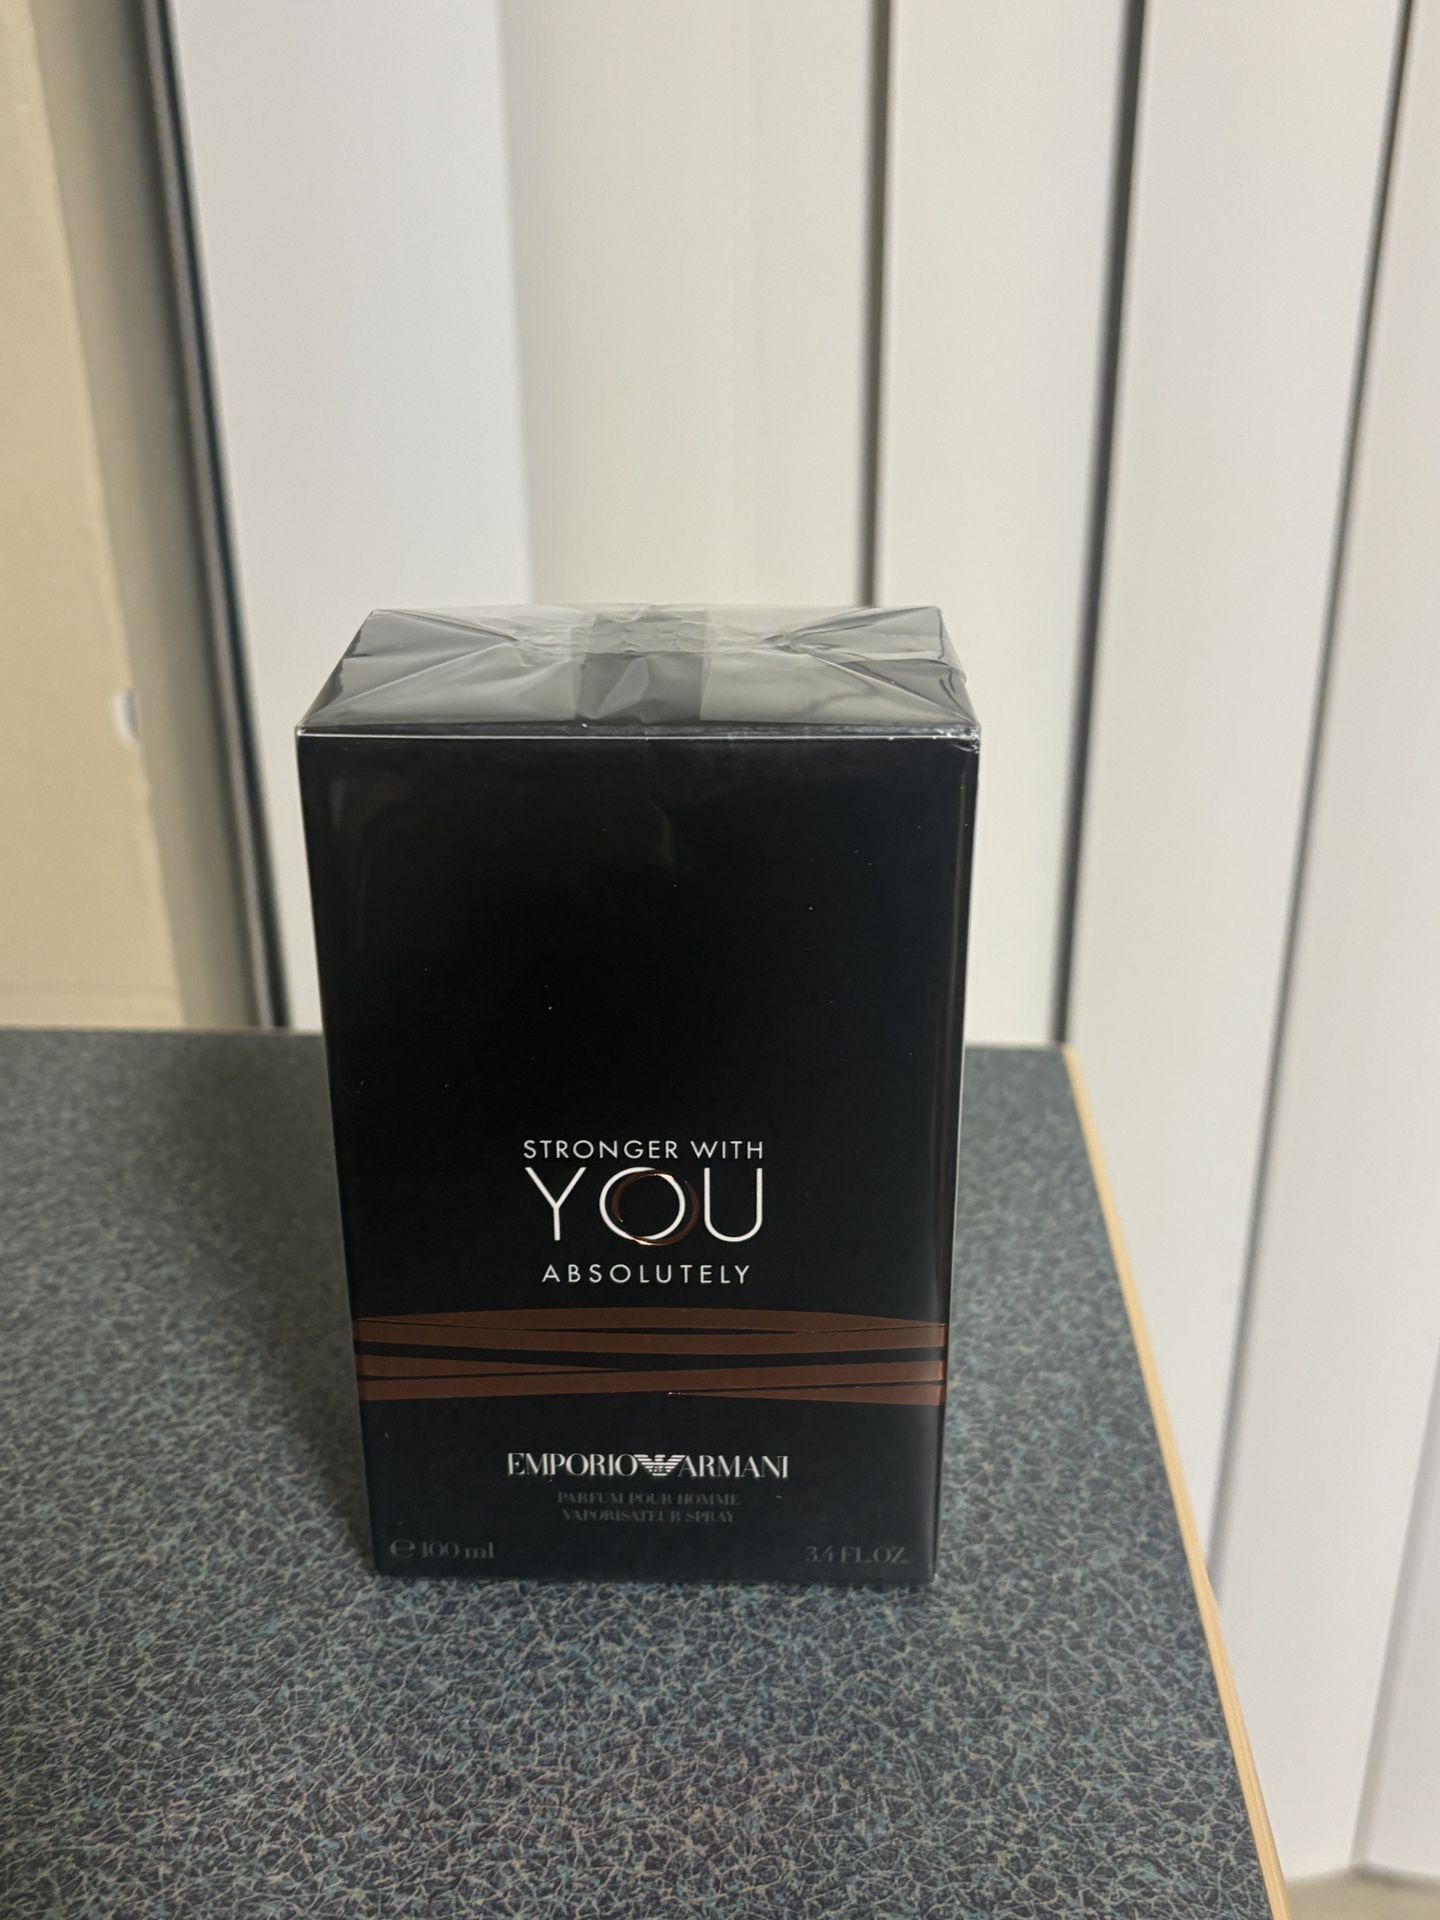 STRONGER WITH
YOU
ABSOLUTELY
EMPORIO ARMANI
PARFUM POUR HOMME
VAPORISATEUR SPRAY
℮ 100 ml
3.4 FL.OZ.